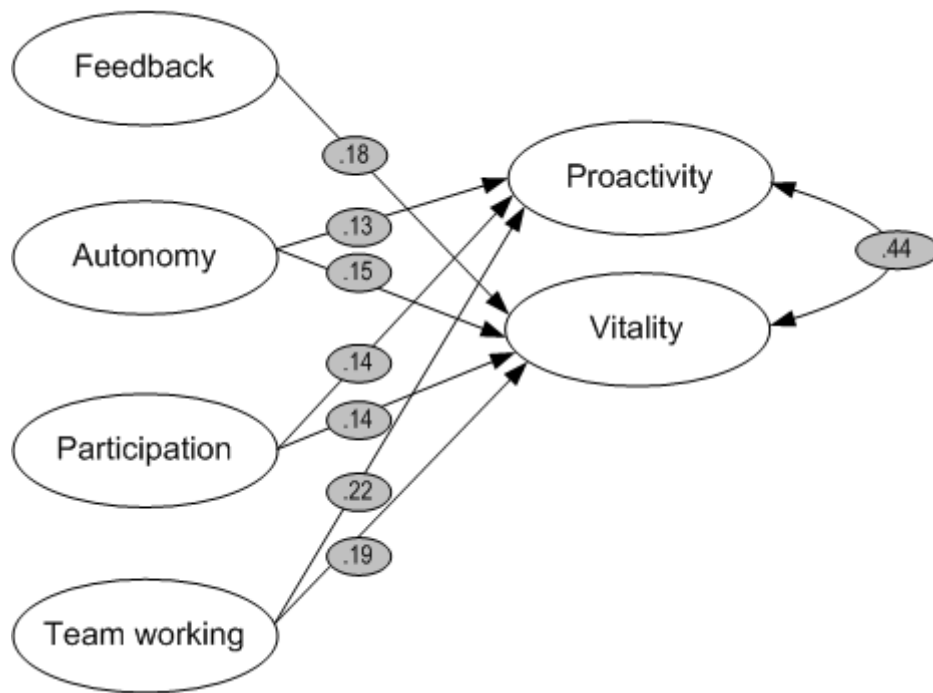 Feedback
.18
Proactivity
.13
Autonomy
.44
.15
Vitality
.14
.14
Participation
.22
.19
Team working